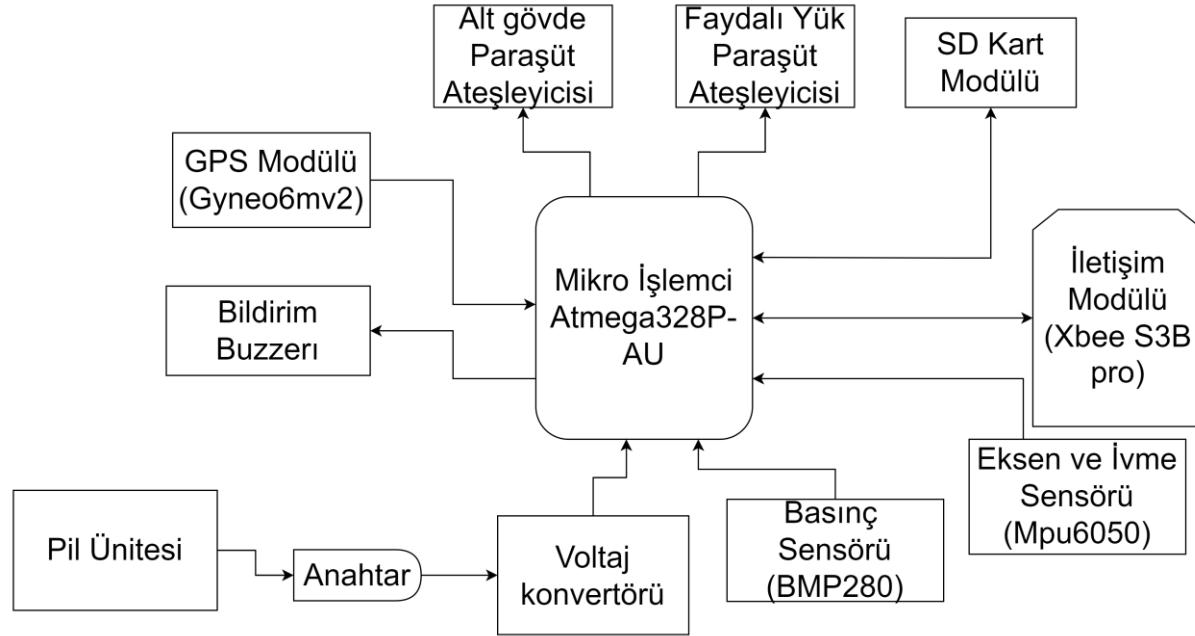 Alt gövde
Paraşüt
Ateşleyicisi
Faydalı Yük
Paraşüt
Ateşleyicisi
SD Kart
Modülü
GPS Modülü
(Gyneo6mv2)
Mikro İşlemci
Atmega328P-
AU
İletişim
Modülü
(Xbee S3B
pro)
Bildirim
Buzzerı
Eksen ve İvme
Sensörü
(Mpu6050)
Pil Ünitesi
Anahtar
Voltaj
konvertörü
Basınç
Sensörü
(BMP280)